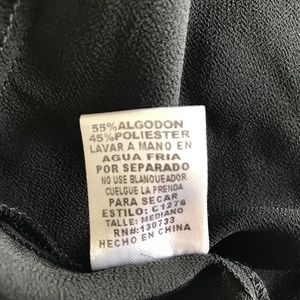 55%ALGODON
45%POLIESTER
LAVAR A MANO EN
AGUA FRIA
POR SEPARADO
NO USE BLANQUEADOR
CUELGUE LA PRENDA
PARA SECAR
ESTILO: C1276
TALLE: MEDIANO
RN#:130733
HECHO EN CHINA